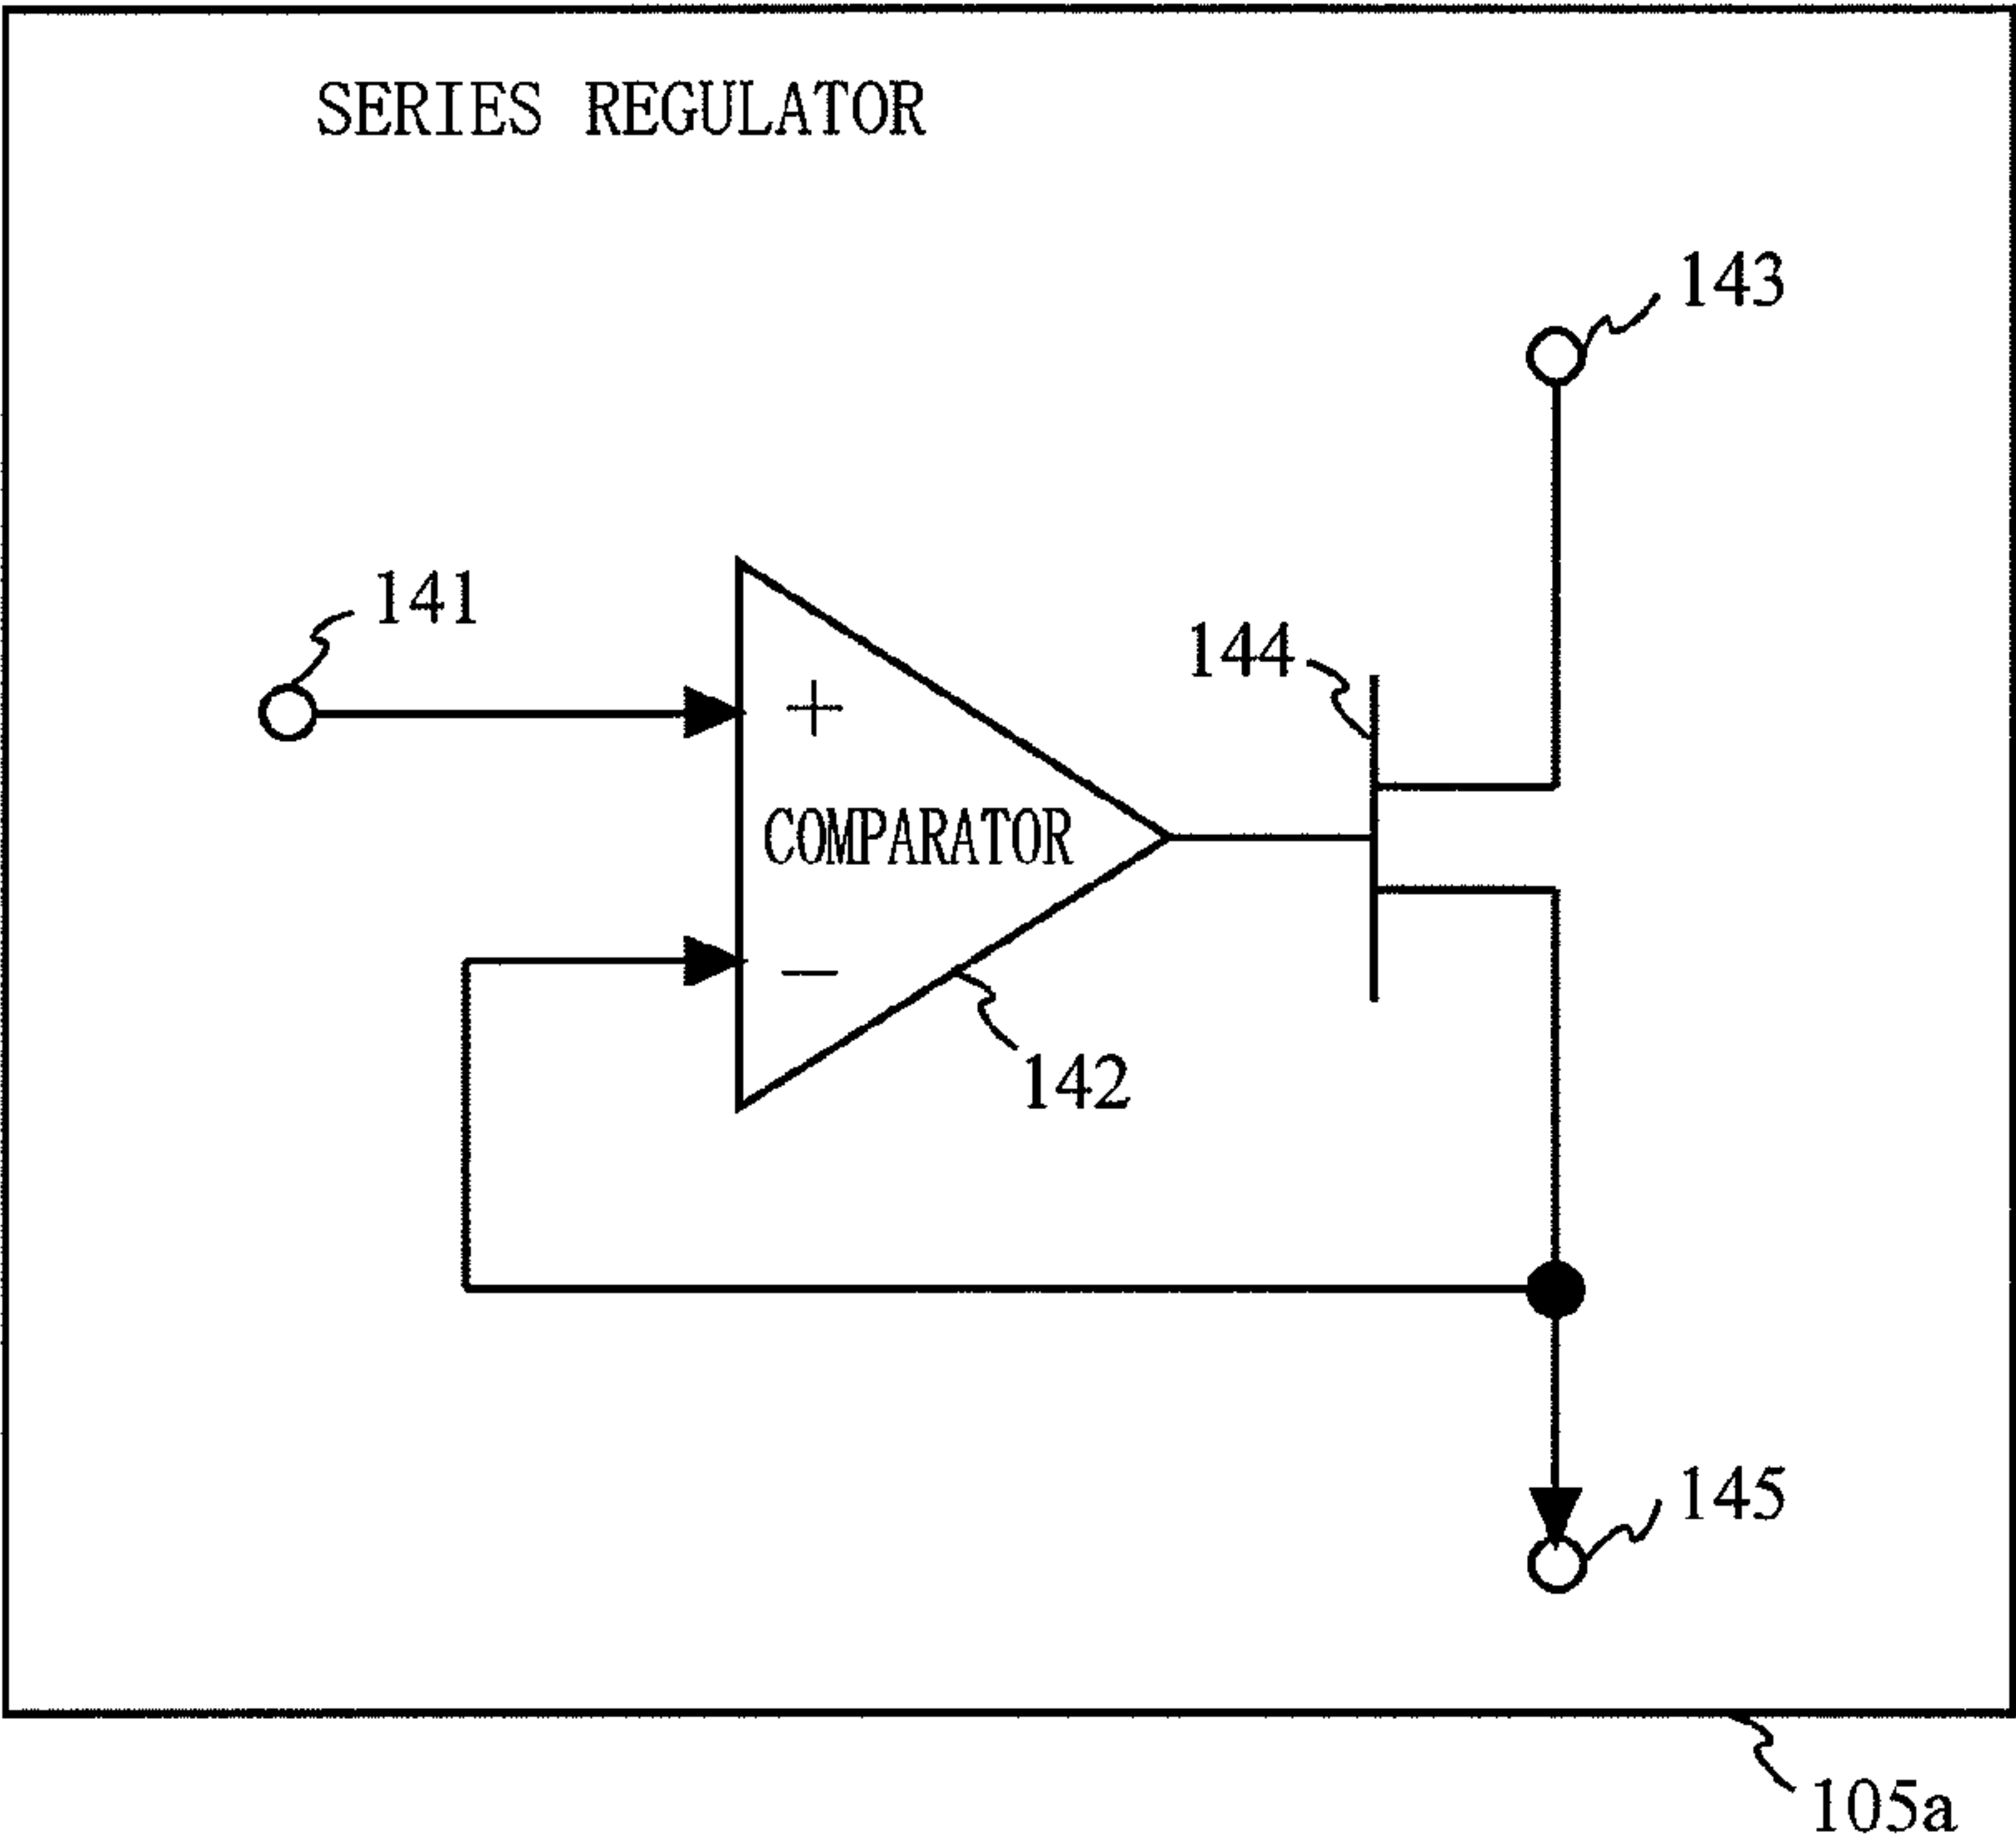 SERIES REGULATOR
143
141
144
+
COMPARATOR
−
142
145
105a